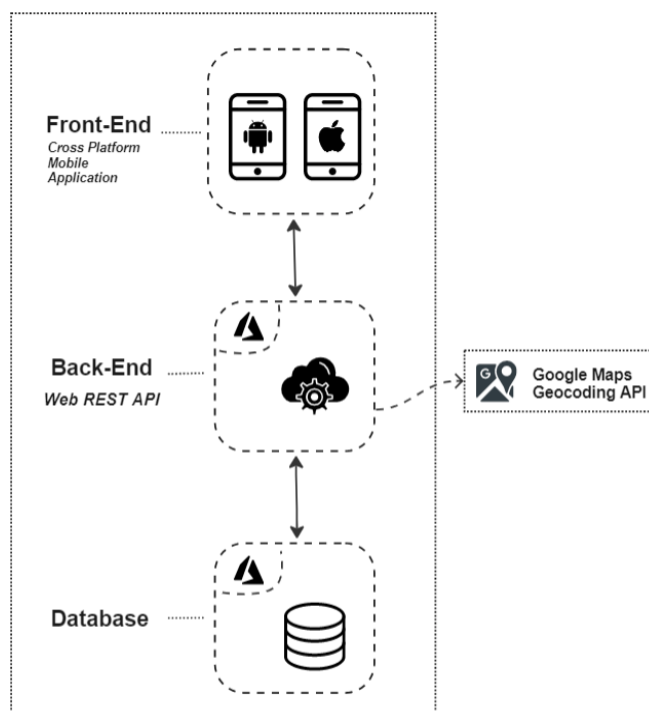 Front-End
Cross Platform
Mobile
Application
Back-End
Web REST API
G
Google Maps
Geocoding API
Database